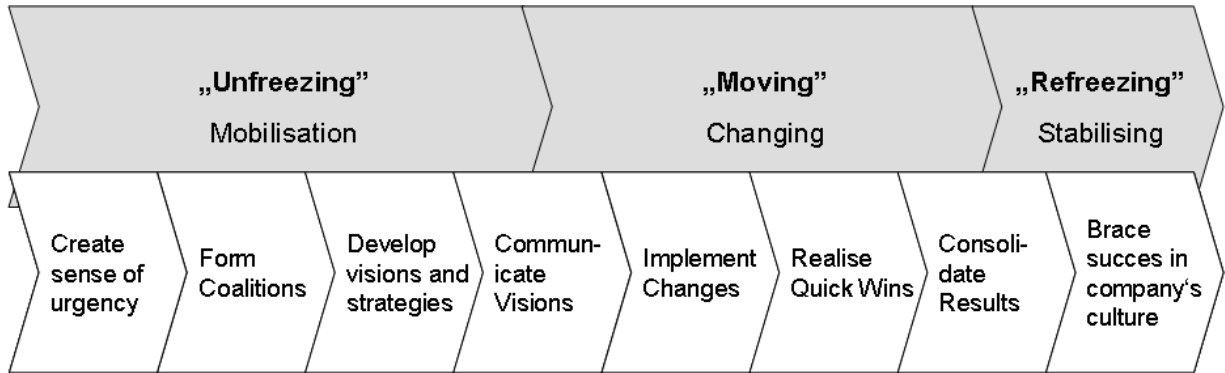 „Unfreezing”
Mobilisation
„Moving”
Changing
„Refreezing”
Stabilising
Create
sense of
urgency
Form
Coalitions
Develop
visions and
strategies
Commun-
icate
Visions
Implement
Changes
Realise
Quick Wins
Consoli-
date
Results
Brace
succes in
company‘s
culture